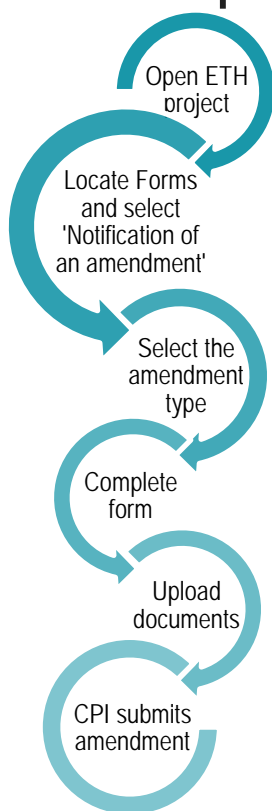 Open ETH
project
Locate Forms
and select
'Notification of
an amendment'
Select the
amendment
type
Complete
form
Upload
documents
CPI submits
amendment